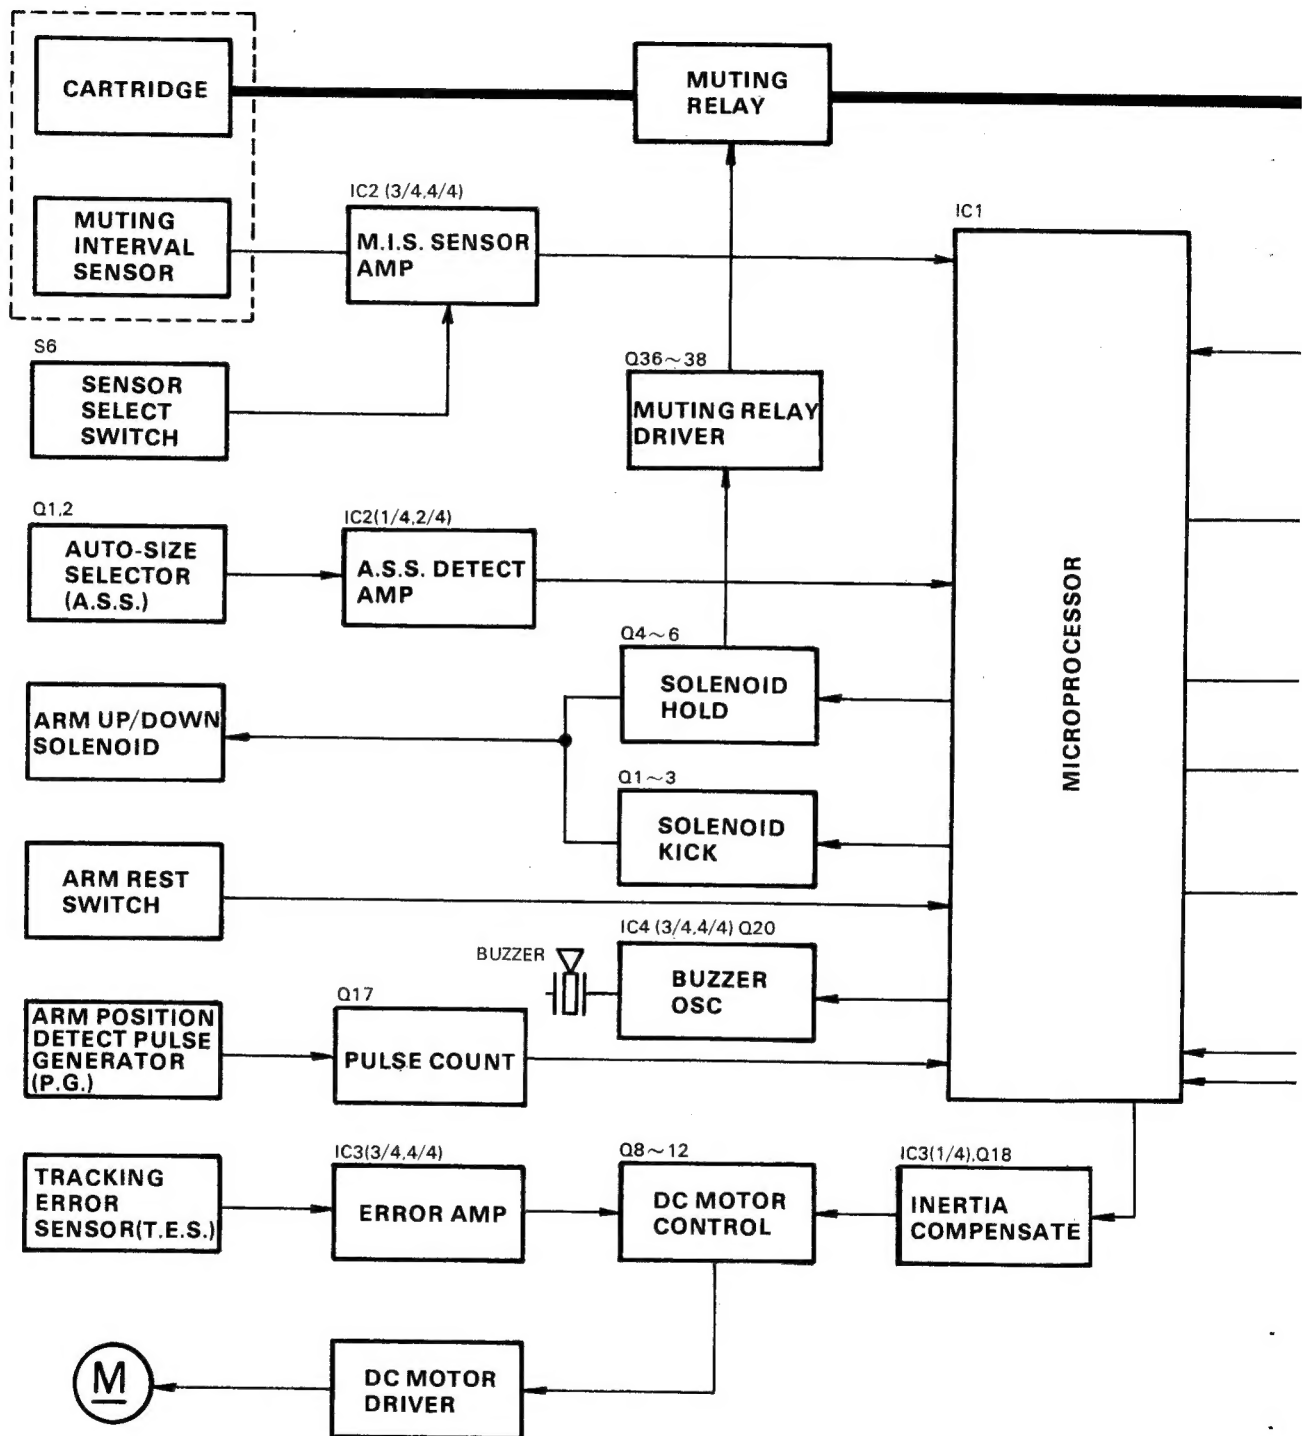 CARTRIDGE
MUTING
RELAY
MUTING
INTERVAL
SENSOR
IC2 (3/4,4/4)
M.I.S. SENSOR
AMP
IC1
MICROPROCESSOR
S6
SENSOR
SELECT
SWITCH
Q36~38
MUTING RELAY
DRIVER
Q1,2
AUTO-SIZE
SELECTOR
(A.S.S.)
IC2(1/4,2/4)
A.S.S. DETECT
AMP
Q4~6
SOLENOID
HOLD
ARM UP/DOWN
SOLENOID
Q1~3
SOLENOID
KICK
ARM REST
SWITCH
IC4 (3/4,4/4) Q20
BUZZER
OSC
BUZZER
ARM POSITION
DETECT PULSE
GENERATOR
(P.G.)
Q17
PULSE COUNT
TRACKING
ERROR
SENSOR(T.E.S.)
IC3(3/4,4/4)
ERROR AMP
Q8~12
DC MOTOR
CONTROL
IC3(1/4),Q18
INERTIA
COMPENSATE
M
DC MOTOR
DRIVER